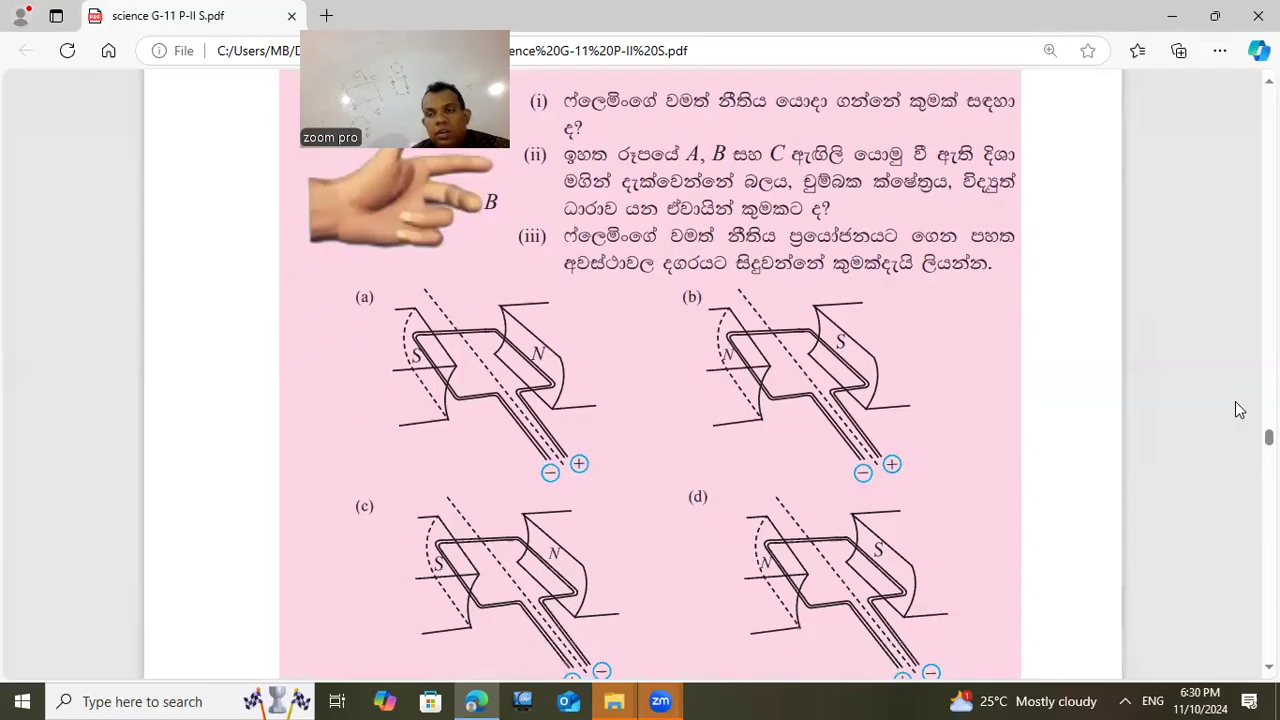 science G-11 P-II S.pdf
File
C:/Users/MB/D
ence%20G-11%20P-II%20S.pdf
zoom pro
(i) ෆ්ලෙමිංගේ වමත් නීතිය යොදා ගන්නේ කුමක් සඳහා
ද?
(ii) ඉහත රූපයේ A, B සහ C ඇඟිලි යොමු වී ඇති දිශා
මගින් දැක්වෙන්නේ බලය, චුම්බක ක්ෂේත්‍රය, විද්‍යුත්
ධාරාව යන ඒවායින් කුමකට ද?
B
(iii) ෆ්ලෙමිංගේ වමත් නීතිය ප්‍රයෝජනයට ගෙන පහත
අවස්ථාවල දඟරයට සිදුවන්නේ කුමක්දැයි ලියන්න.
(a)
(b)
S
N
N
S
− +
− +
(c)
(d)
S
N
N
S
−
−
Type here to search
zm
25°C Mostly cloudy
ENG
6:30 PM
11/10/2024